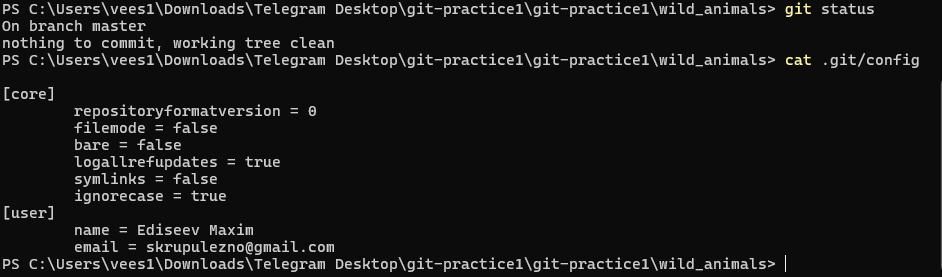 PS C:\Users\vees1\Downloads\Telegram Desktop\git-practice1\git-practice1\wild_animals> git status
On branch master
nothing to commit, working tree clean
PS C:\Users\vees1\Downloads\Telegram Desktop\git-practice1\git-practice1\wild_animals> cat .git/config
[core]
        repositoryformatversion = 0
        filemode = false
        bare = false
        logallrefupdates = true
        symlinks = false
        ignorecase = true
[user]
        name = Ediseev Maxim
        email = skrupulezno@gmail.com
PS C:\Users\vees1\Downloads\Telegram Desktop\git-practice1\git-practice1\wild_animals>